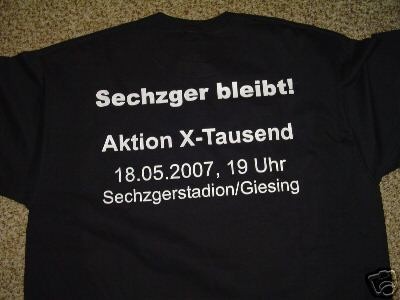 Sechzger bleibt!
Aktion X-Tausend
18.05.2007, 19 Uhr
Sechzgerstadion/Giesing